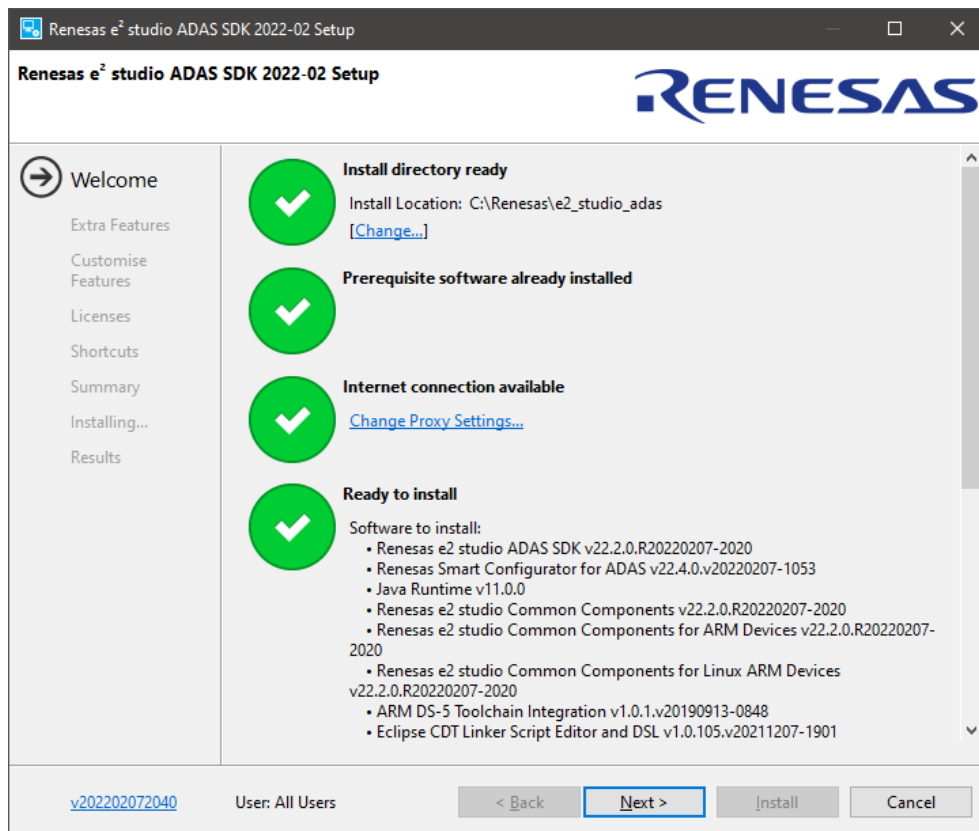 Renesas e² studio ADAS SDK 2022-02 Setup
Renesas e² studio ADAS SDK 2022-02 Setup
RENESAS
Welcome
Extra Features
Customise
Features
Licenses
Shortcuts
Summary
Installing...
Results
Install directory ready
Install Location: C:\Renesas\e2_studio_adas
[Change...]
Prerequisite software already installed
Internet connection available
Change Proxy Settings...
Ready to install
Software to install:
• Renesas e2 studio ADAS SDK v22.2.0.R20220207-2020
• Renesas Smart Configurator for ADAS v22.4.0.v20220207-1053
• Java Runtime v11.0.0
• Renesas e2 studio Common Components v22.2.0.R20220207-2020
• Renesas e2 studio Common Components for ARM Devices v22.2.0.R20220207-
2020
• Renesas e2 studio Common Components for Linux ARM Devices
v22.2.0.R20220207-2020
• ARM DS-5 Toolchain Integration v1.0.1.v20190913-0848
• Eclipse CDT Linker Script Editor and DSL v1.0.105.v20211207-1901
v202202072040 User: All Users < Back Next > Install Cancel